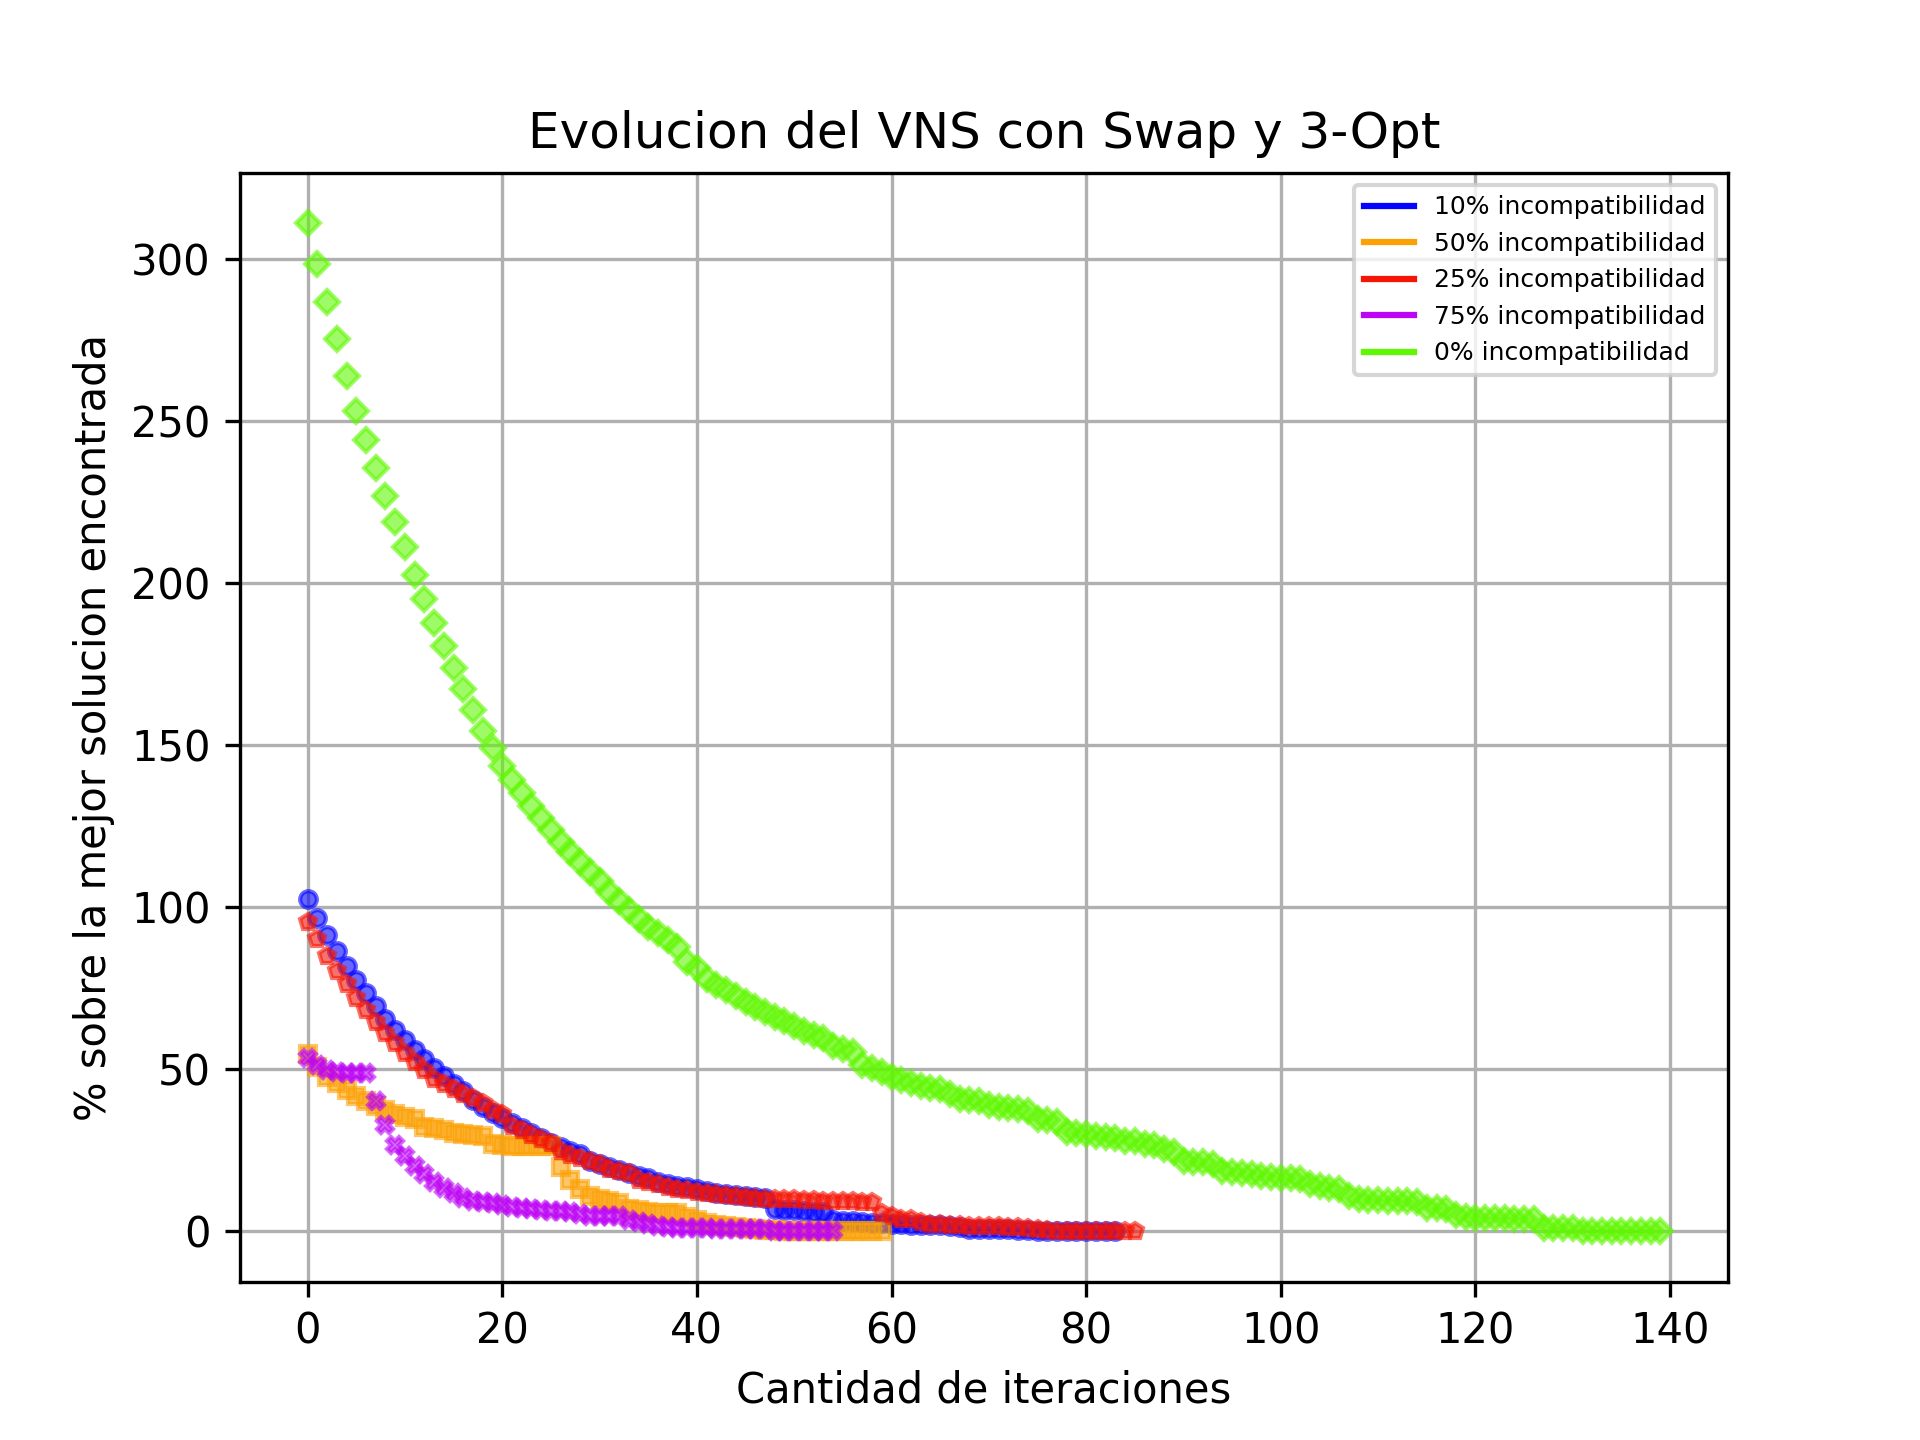 Evolucion del VNS con Swap y 3-Opt
10% incompatibilidad
50% incompatibilidad
25% incompatibilidad
75% incompatibilidad
0% incompatibilidad
% sobre la mejor solucion encontrada
300
250
200
150
100
50
0
0 20 40 60 80 100 120 140
Cantidad de iteraciones